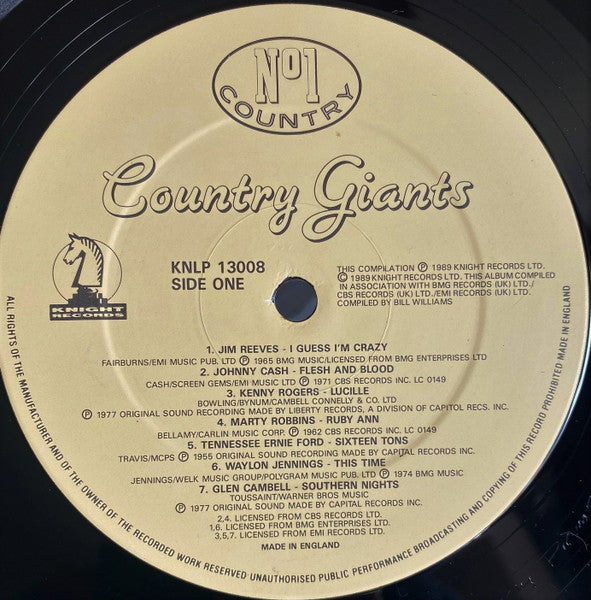 No1
COUNTRY
Country Giants
KNIGHT
RECORDS
KNLP 13008
SIDE ONE
THIS COMPILATION Ⓟ 1989 KNIGHT RECORDS LTD.
© 1989 KNIGHT RECORDS LTD. THIS ALBUM COMPILED
IN ASSOCIATION WITH BMG RECORDS (UK) LTD./
CBS RECORDS (UK) LTD./EMI RECORDS (UK) LTD.
COMPILED BY BILL WILLIAMS
1. JIM REEVES - I GUESS I'M CRAZY
FAIRBURNS/EMI MUSIC PUB. LTD Ⓟ 1965 BMG MUSIC/LICENSED FROM BMG ENTERPRISES LTD
2. JOHNNY CASH - FLESH AND BLOOD
CASH/SCREEN GEMS/EMI MUSIC LTD Ⓟ 1971 CBS RECORDS INC. LC 0149
3. KENNY ROGERS - LUCILLE
BOWLING/BYNUM/CAMBELL CONNELLY & CO LTD
Ⓟ 1977 ORIGINAL SOUND RECORDING MADE BY LIBERTY RECORDS, A DIVISION OF CAPITOL RECS. INC.
4. MARTY ROBBINS - RUBY ANN
BELLAMY/CARLIN MUSIC CORP. Ⓟ 1962 CBS RECORDS INC. LC 0149
5. TENNESSEE ERNIE FORD - SIXTEEN TONS
TRAVIS/MCPS Ⓟ 1955 ORIGINAL SOUND RECORDING MADE BY CAPITAL RECORDS INC.
6. WAYLON JENNINGS - THIS TIME
JENNINGS/WELK MUSIC GROUP/POLYGRAM MUSIC PUB. LTD Ⓟ 1974 BMG MUSIC
7. GLEN CAMBELL - SOUTHERN NIGHTS
TOUSSAINT/WARNER BROS MUSIC
Ⓟ 1977 ORIGINAL SOUND MADE BY CAPITAL RECORDS INC.
2,4. LICENSED FROM CBS RECORDS LTD.
1,6. LICENSED FROM BMG ENTERPRISES LTD.
3,5,7. LICENSED FROM EMI RECORDS LTD.
MADE IN ENGLAND
ALL RIGHTS OF THE MANUFACTURER AND OF THE OWNER OF THE RECORDED WORK RESERVED UNAUTHORISED PUBLIC PERFORMANCE BROADCASTING AND COPYING OF THIS RECORD PROHIBITED MADE IN ENGLAND